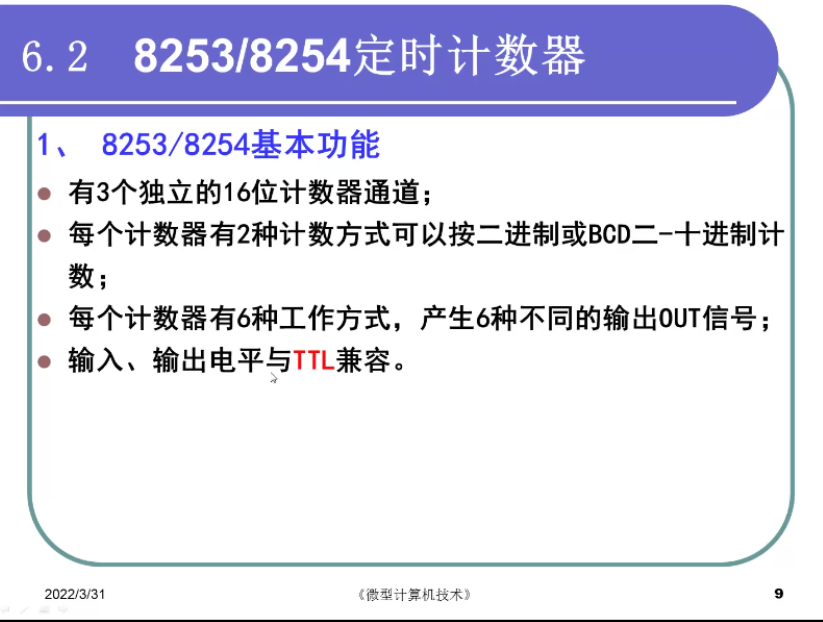 6.2 8253/8254定时计数器
1、 8253/8254基本功能
有3个独立的16位计数器通道；
每个计数器有2种计数方式可以按二进制或BCD二-十进制计
数；
每个计数器有6种工作方式，产生6种不同的输出OUT信号；
输入、输出电平与TTL兼容。
2022/3/31
《微型计算机技术》
9